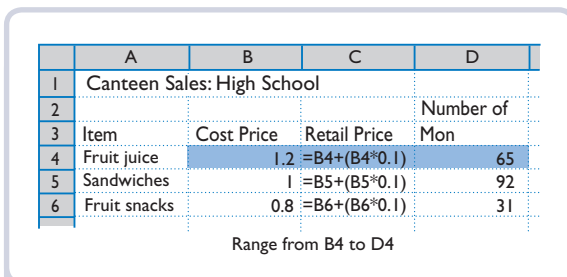 A B C D
1 Canteen Sales: High School
2 Number of
3 Item Cost Price Retail Price Mon
4 Fruit juice 1.2 =B4+(B4*0.1) 65
5 Sandwiches 1 =B5+(B5*0.1) 92
6 Fruit snacks 0.8 =B6+(B6*0.1) 31
Range from B4 to D4